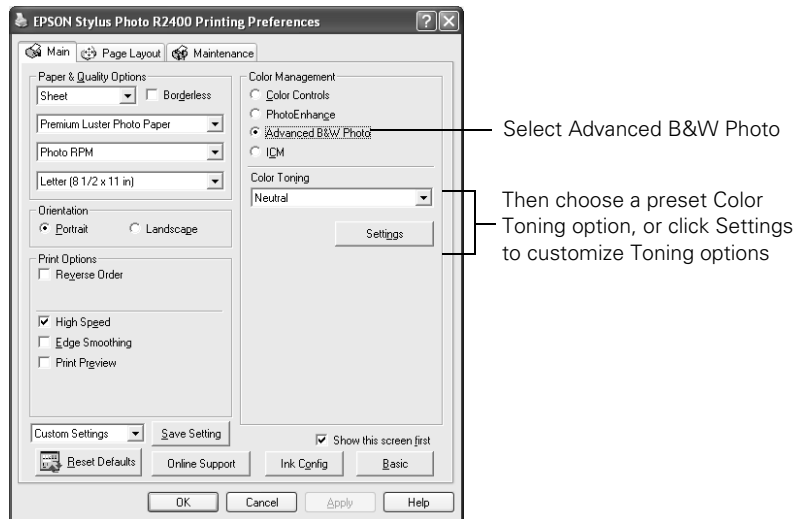 EPSON Stylus Photo R2400 Printing Preferences
Main
Page Layout
Maintenance
Paper & Quality Options
Sheet
Borderless
Premium Luster Photo Paper
Photo RPM
Letter (8 1/2 x 11 in)
Orientation
Portrait
Landscape
Print Options
Reverse Order
High Speed
Edge Smoothing
Print Preview
Color Management
Color Controls
PhotoEnhance
Advanced B&W Photo
ICM
Color Toning
Neutral
Settings
Select Advanced B&W Photo
Then choose a preset Color
Toning option, or click Settings
to customize Toning options
Custom Settings
Save Setting
Show this screen first
Reset Defaults
Online Support
Ink Config
Basic
OK
Cancel
Apply
Help